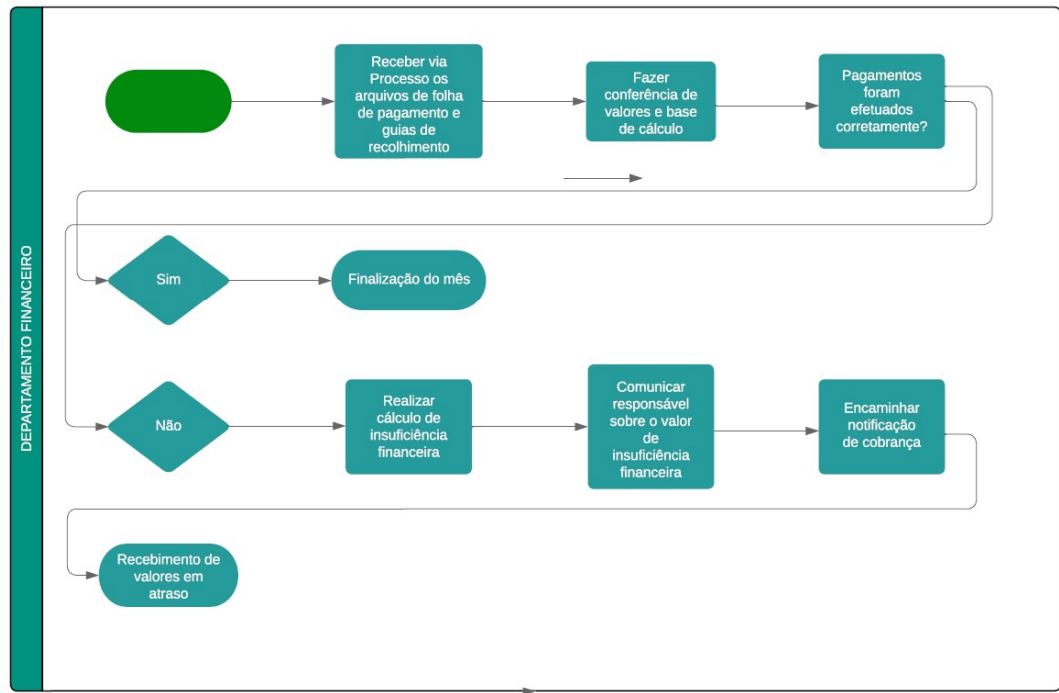 DEPARTAMENTO FINANCEIRO
Receber via
Processo os
arquivos de folha
de pagamento e
guias de
recolhimento
Fazer
conferência de
valores e base
de cálculo
Pagamentos
foram
efetuados
corretamente?
Sim
Finalização do mês
Não
Realizar
cálculo de
insuficiência
financeira
Comunicar
responsável
sobre o valor
de
insuficiência
financeira
Encaminhar
notificação
de cobrança
Recebimento de
valores em
atraso